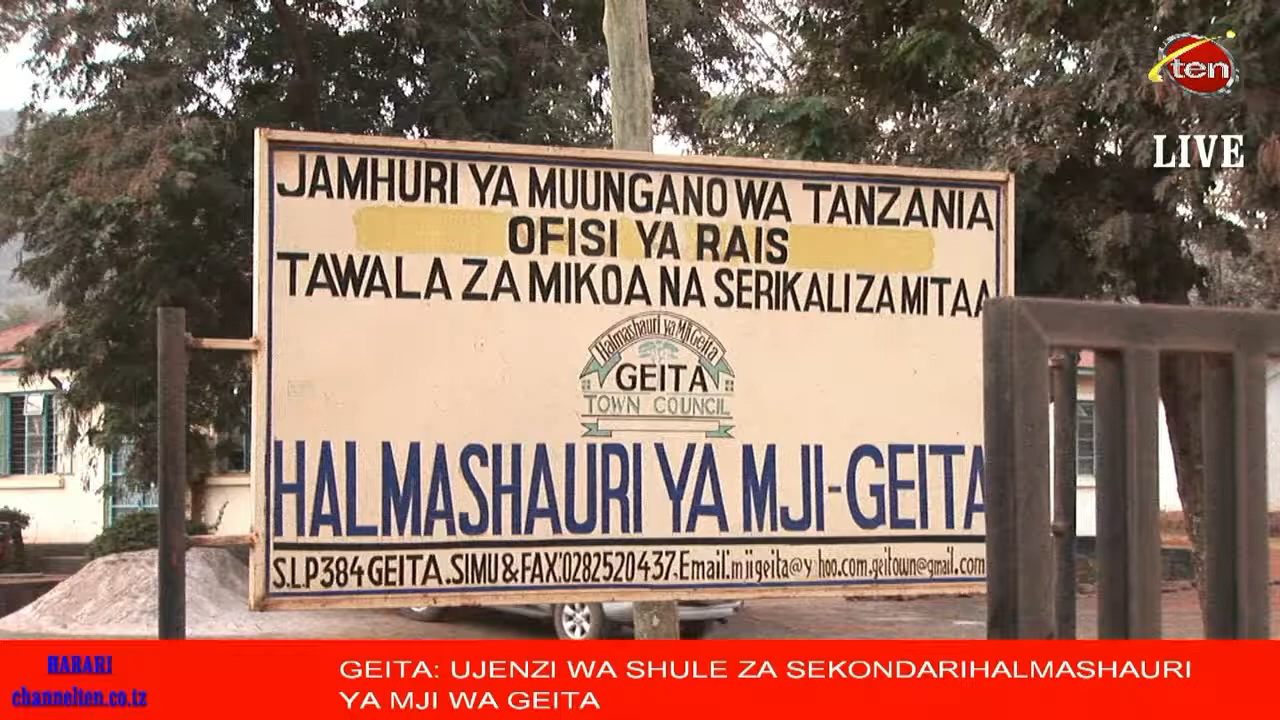 ten
LIVE
JAMHURI YA MUUNGANO WA TANZANIA
OFISI YA RAIS
TAWALA ZA MIKOA NA SERIKALI ZA MITAA
Halmashauri ya Mji Geita
GEITA
TOWN COUNCIL
HALMASHAURI YA MJI-GEITA
S.L.P 384 GEITA. SIMU & FAX: 0282520437. Email: mjigeita@y hoo.com. geitown@gmail.com
HABARI
channelten.co.tz
GEITA: UJENZI WA SHULE ZA SEKONDARIHALMASHAURI
YA MJI WA GEITA